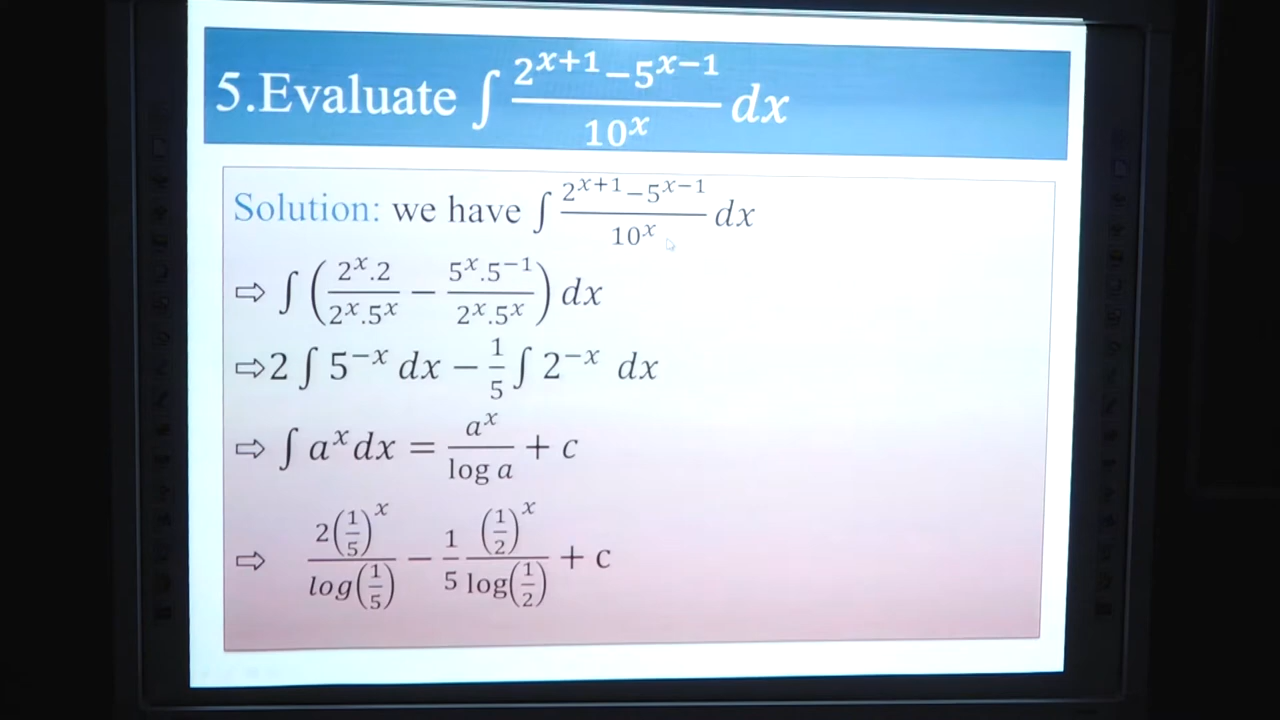 5.Evaluate ∫ (2^{x+1}−5^{x−1})/(10^x) dx
Solution: we have ∫ (2^{x+1}−5^{x−1})/(10^x) dx
⇨ ∫ ((2^x.2)/(2^x.5^x) − (5^x.5^{−1})/(2^x.5^x)) dx
⇨2 ∫ 5^{−x} dx − 1/5 ∫ 2^{−x} dx
⇨ ∫ a^x dx = a^x/(log a) + c
⇨ (2(1/5)^x)/(log(1/5)) − 1/5 ((1/2)^x)/(log(1/2)) + c